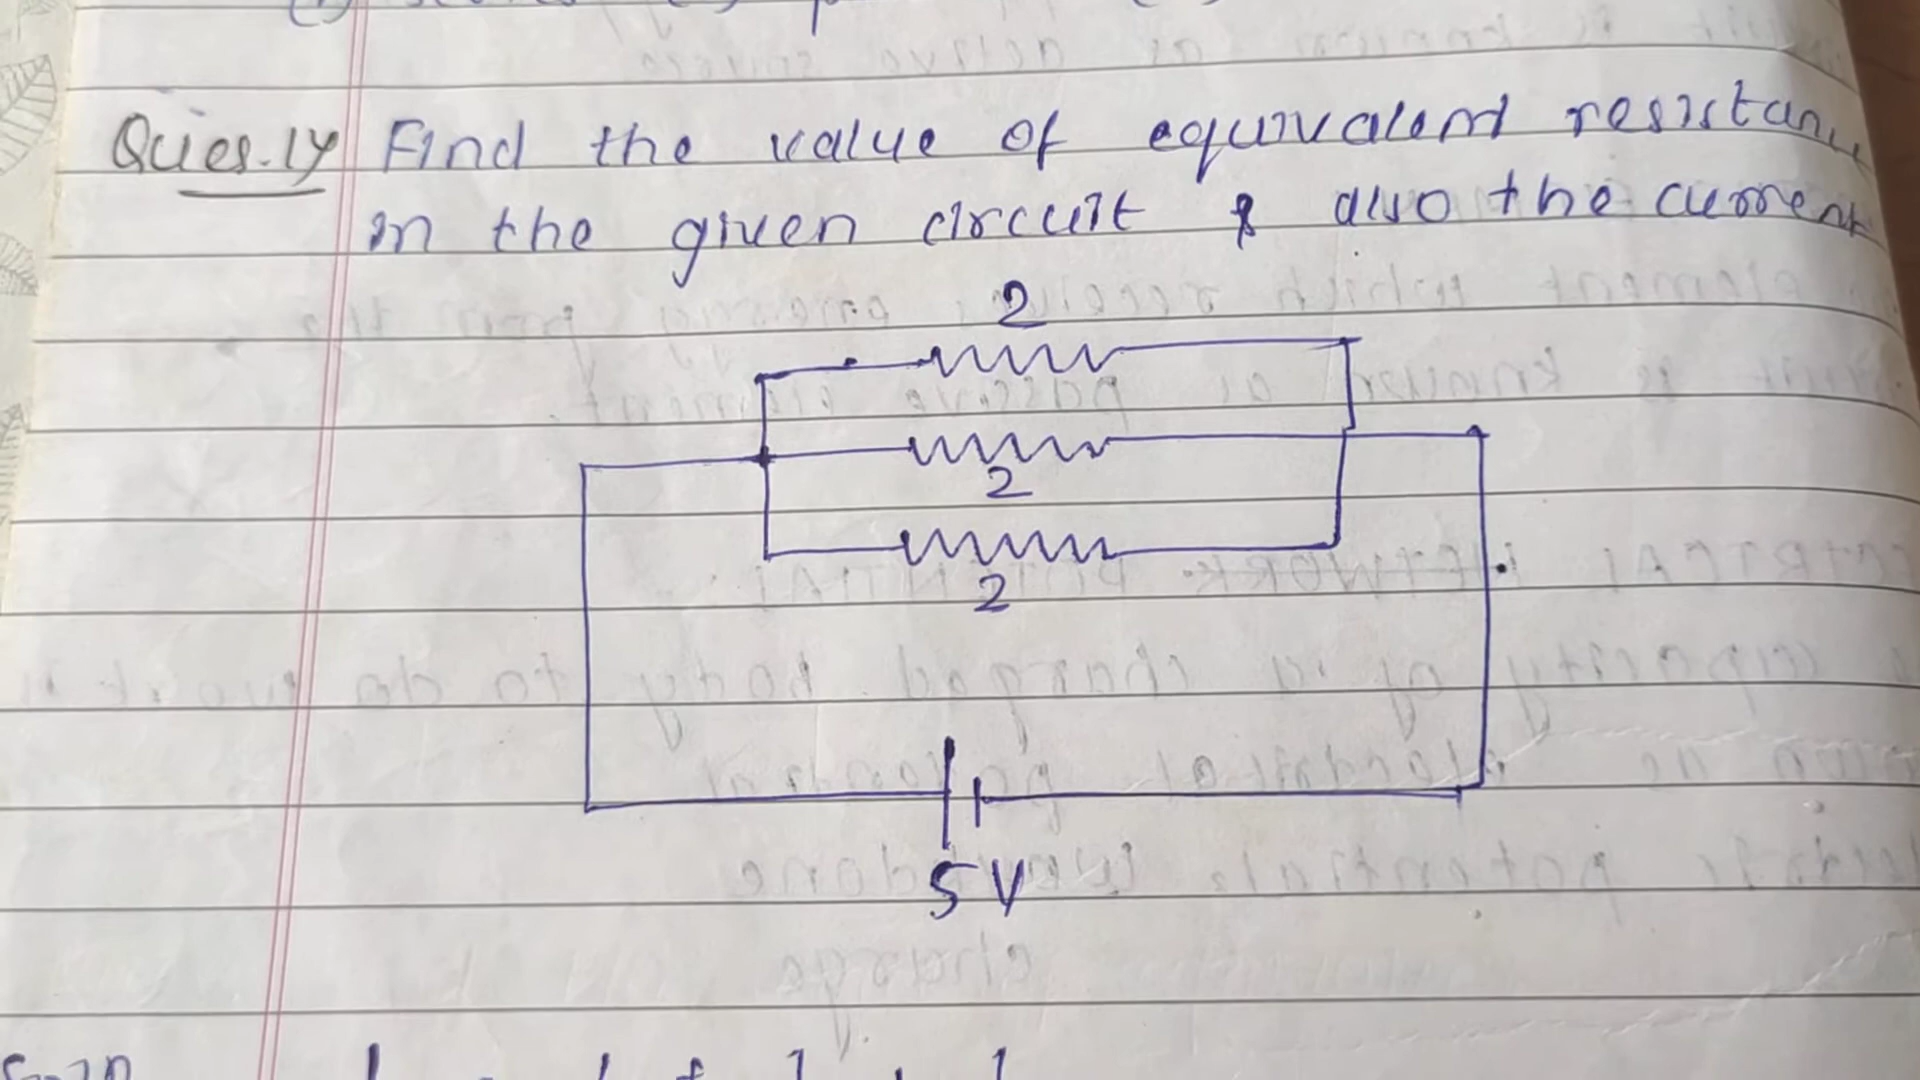 Ques.14 Find the value of equivalent resistance
in the given circuit & also the current
2
2
2
5V